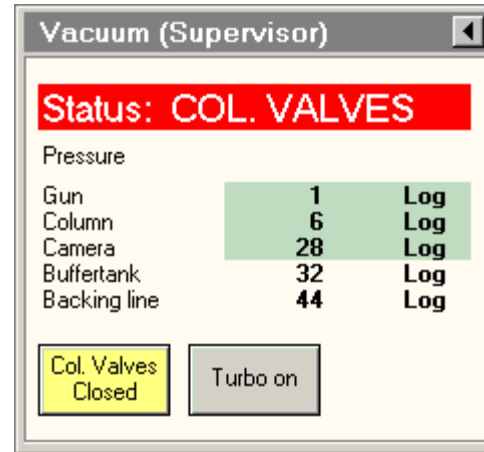 Vacuum (Supervisor)
Status: COL. VALVES
Pressure
Gun 1 Log
Column 6 Log
Camera 28 Log
Buffertank 32 Log
Backing line 44 Log
Col. Valves
Closed
Turbo on